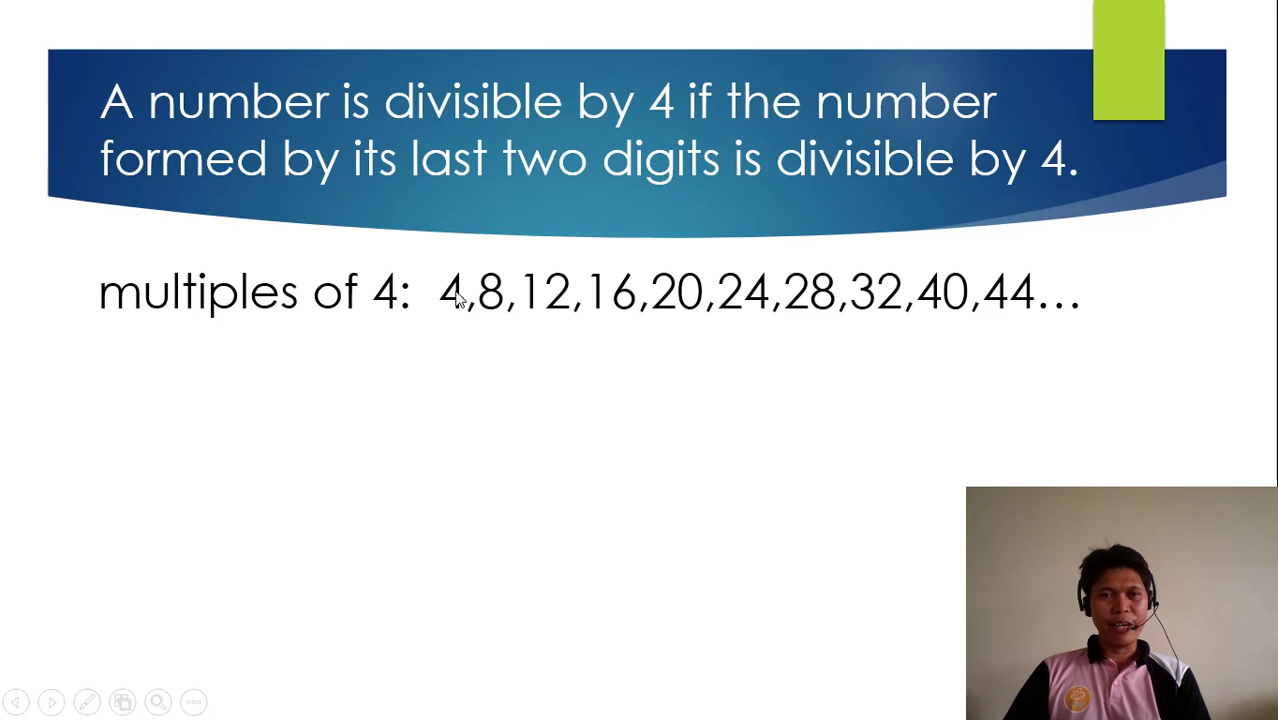 A number is divisible by 4 if the number
formed by its last two digits is divisible by 4.
multiples of 4: 4,8,12,16,20,24,28,32,40,44...